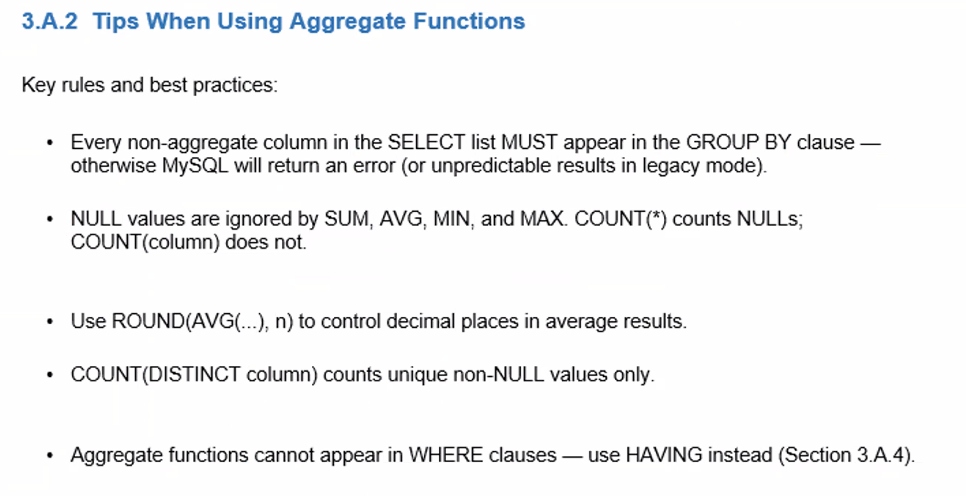 3.A.2 Tips When Using Aggregate Functions
Key rules and best practices:
• Every non-aggregate column in the SELECT list MUST appear in the GROUP BY clause —
otherwise MySQL will return an error (or unpredictable results in legacy mode).
• NULL values are ignored by SUM, AVG, MIN, and MAX. COUNT(*) counts NULLs;
COUNT(column) does not.
• Use ROUND(AVG(...), n) to control decimal places in average results.
• COUNT(DISTINCT column) counts unique non-NULL values only.
• Aggregate functions cannot appear in WHERE clauses — use HAVING instead (Section 3.A.4).